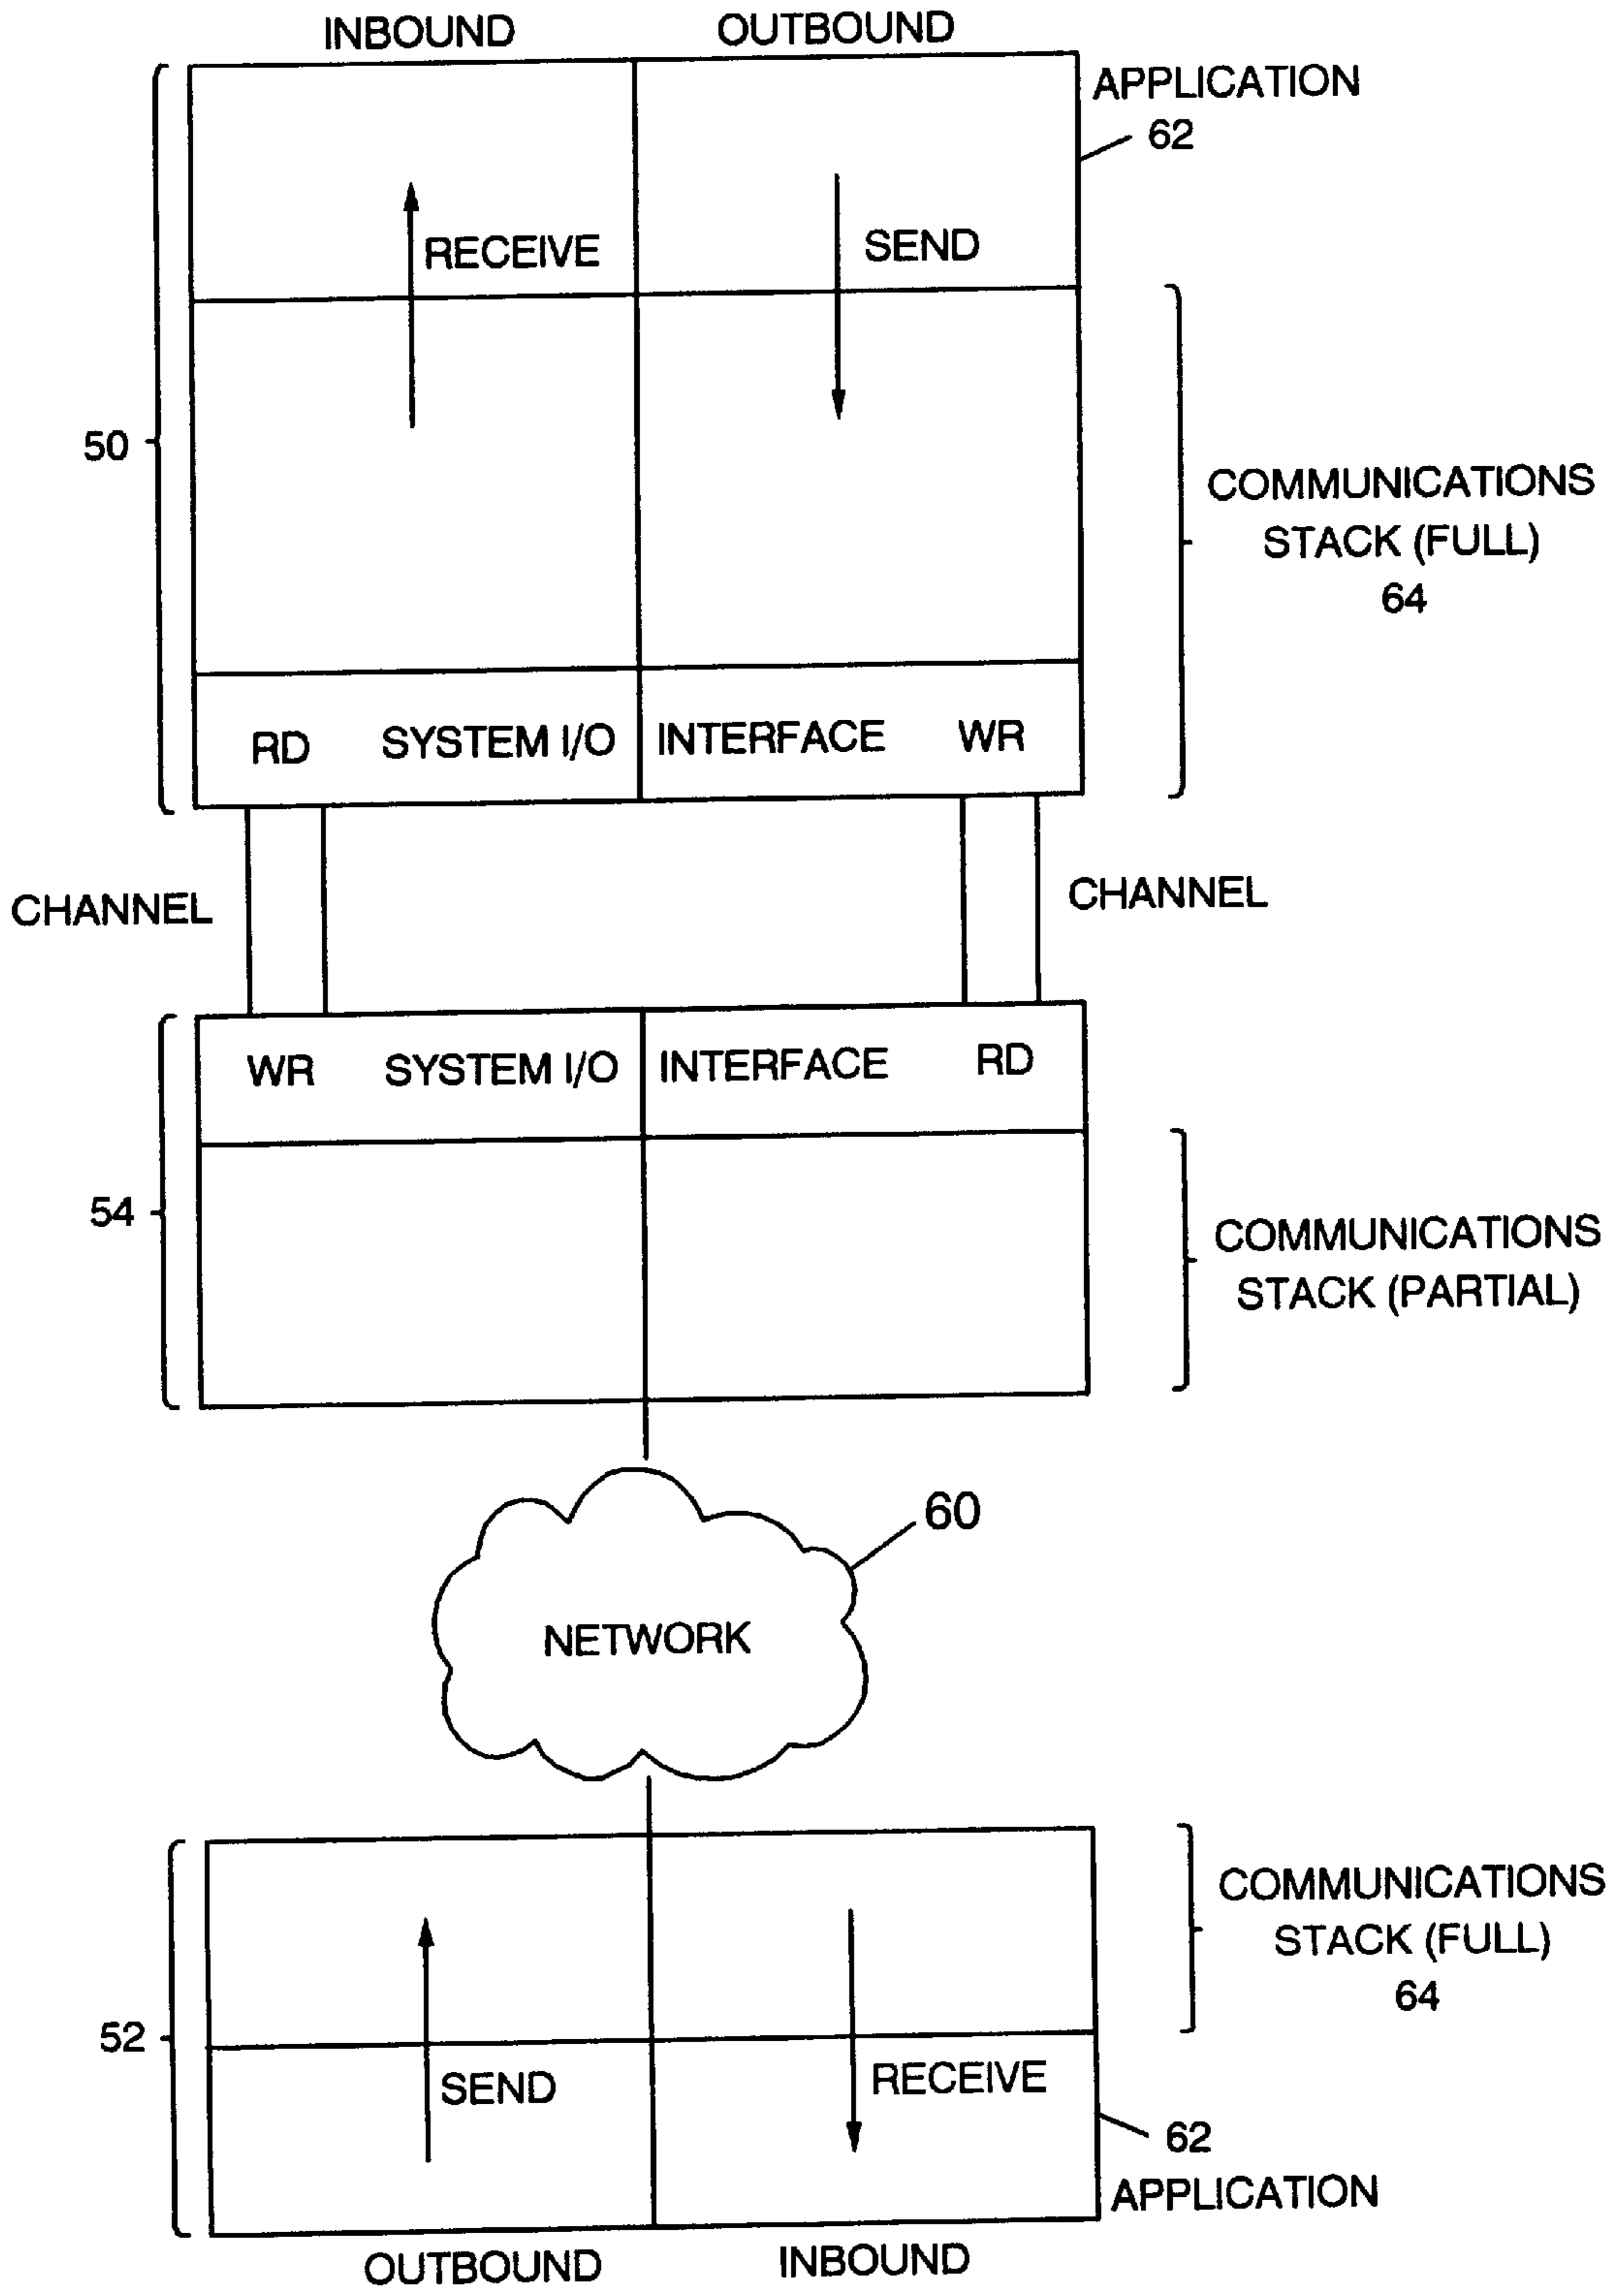 INBOUND OUTBOUND
APPLICATION
62
RECEIVE SEND
50
COMMUNICATIONS
STACK (FULL)
64
RD SYSTEM I/O INTERFACE WR
CHANNEL CHANNEL
WR SYSTEM I/O INTERFACE RD
54
COMMUNICATIONS
STACK (PARTIAL)
60
NETWORK
COMMUNICATIONS
STACK (FULL)
64
52
SEND RECEIVE
62
APPLICATION
OUTBOUND INBOUND